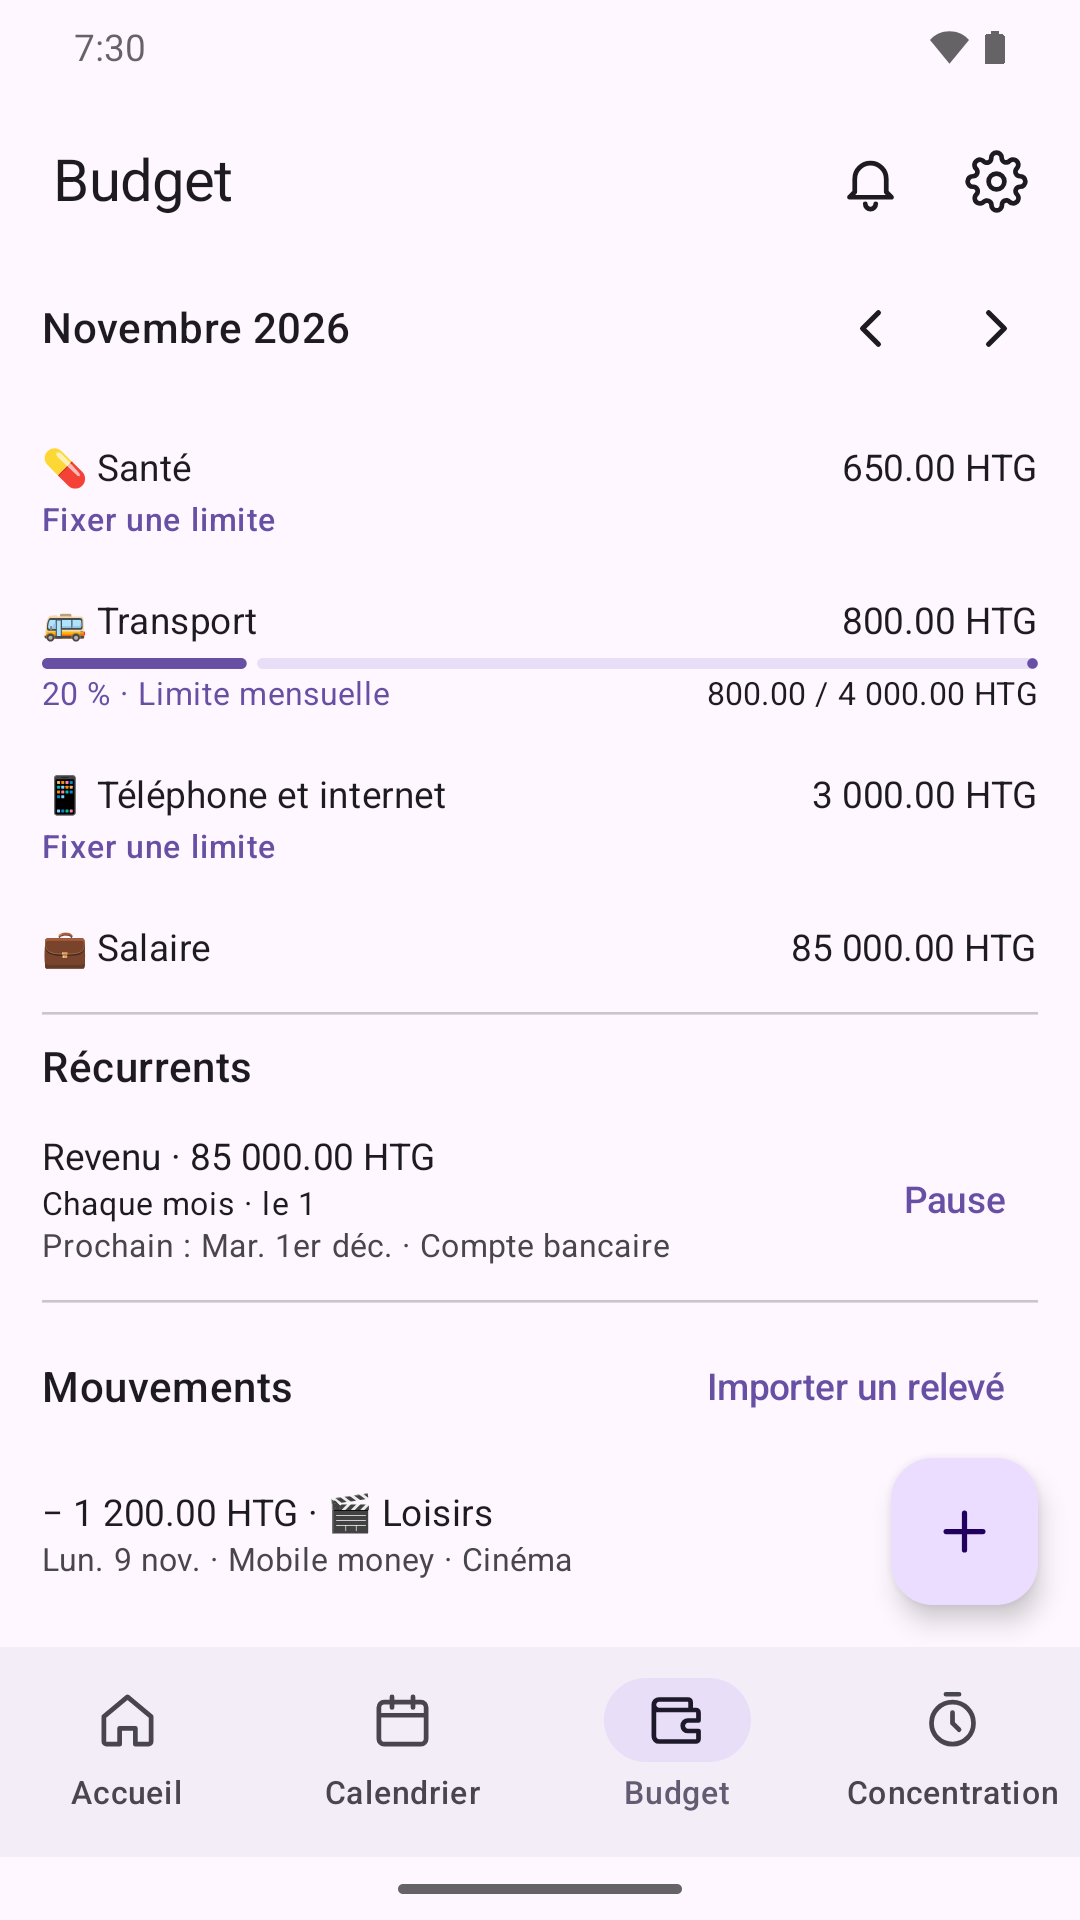 7:30
Budget
Novembre 2026
💊 Santé 650.00 HTG
Fixer une limite
🚌 Transport 800.00 HTG
20 % · Limite mensuelle 800.00 / 4 000.00 HTG
📱 Téléphone et internet 3 000.00 HTG
Fixer une limite
💼 Salaire 85 000.00 HTG
Récurrents
Revenu · 85 000.00 HTG
Chaque mois · le 1
Pause
Prochain : Mar. 1er déc. · Compte bancaire
Mouvements Importer un relevé
− 1 200.00 HTG · 🎬 Loisirs
Lun. 9 nov. · Mobile money · Cinéma
Accueil Calendrier Budget Concentration